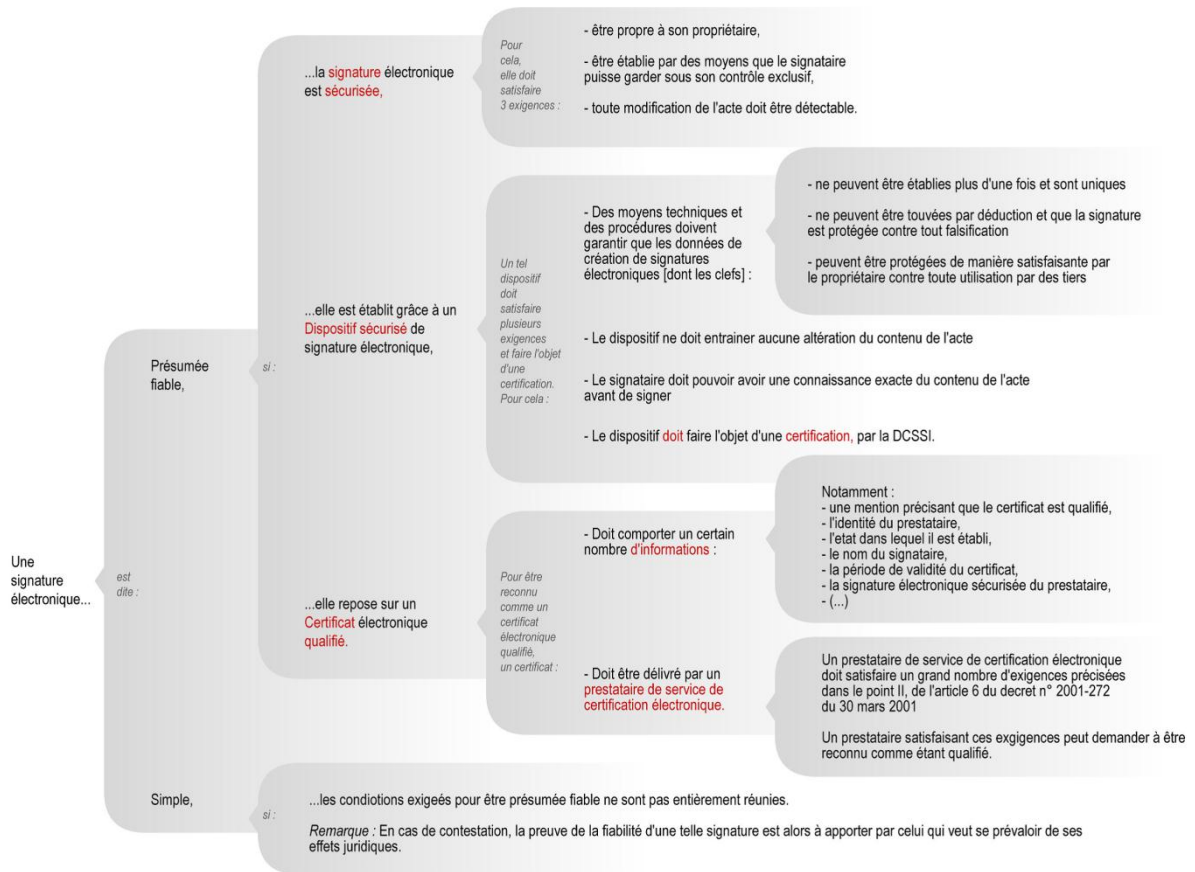 Une
signature
électronique...
est
dite :
Présumée
fiable,
si :
...la signature électronique
est sécurisée,
Pour
cela,
elle doit
satisfaire
3 exigences :
- être propre à son propriétaire,
- être établie par des moyens que le signataire
puisse garder sous son contrôle exclusif,
- toute modification de l'acte doit être détectable.
...elle est établit grâce à un
Dispositif sécurisé de
signature électronique,
Un tel
dispositif
doit
satisfaire
plusieurs
exigences
et faire l'objet
d'une
certification.
Pour cela :
- Des moyens techniques et
des procédures doivent
garantir que les données de
création de signatures
électroniques [dont les clefs] :
- ne peuvent être établies plus d'une fois et sont uniques
- ne peuvent être touvées par déduction et que la signature
est protégée contre tout falsification
- peuvent être protégées de manière satisfaisante par
le propriétaire contre toute utilisation par des tiers
- Le dispositif ne doit entrainer aucune altération du contenu de l'acte
- Le signataire doit pouvoir avoir une connaissance exacte du contenu de l'acte
avant de signer
- Le dispositif doit faire l'objet d'une certification, par la DCSSI.
...elle repose sur un
Certificat électronique
qualifié.
Pour être
reconnu
comme un
certificat
électronique
qualifié,
un certificat :
- Doit comporter un certain
nombre d'informations :
Notamment :
- une mention précisant que le certificat est qualifié,
- l'identité du prestataire,
- l'etat dans lequel il est établi,
- le nom du signataire,
- la période de validité du certificat,
- la signature électronique sécurisée du prestataire,
- (...)
- Doit être délivré par un
prestataire de service de
certification électronique.
Un prestataire de service de certification électronique
doit satisfaire un grand nombre d'exigences précisées
dans le point II, de l'article 6 du decret n° 2001-272
du 30 mars 2001
Un prestataire satisfaisant ces exgigences peut demander à être
reconnu comme étant qualifié.
Simple,
si :
...les condiotions exigeés pour être présumée fiable ne sont pas entièrement réunies.
Remarque : En cas de contestation, la preuve de la fiabilité d'une telle signature est alors à apporter par celui qui veut se prévaloir de ses
effets juridiques.